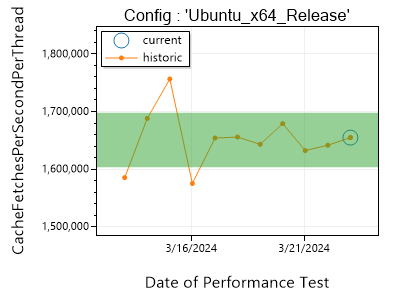 Config : 'Ubuntu_x64_Release'
CacheFetchesPerSecondPerThread
1,800,000
1,700,000
1,600,000
1,500,000
current
historic
3/16/2024
3/21/2024
Date of Performance Test